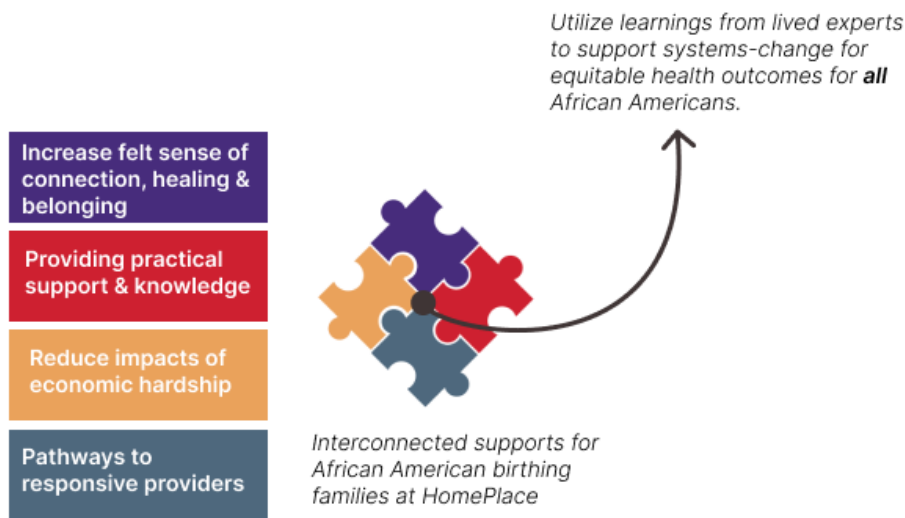 Utilize learnings from lived experts
to support systems-change for
equitable health outcomes for all
African Americans.
Increase felt sense of
connection, healing &
belonging
Providing practical
support & knowledge
Reduce impacts of
economic hardship
Pathways to
responsive providers
Interconnected supports for
African American birthing
families at HomePlace